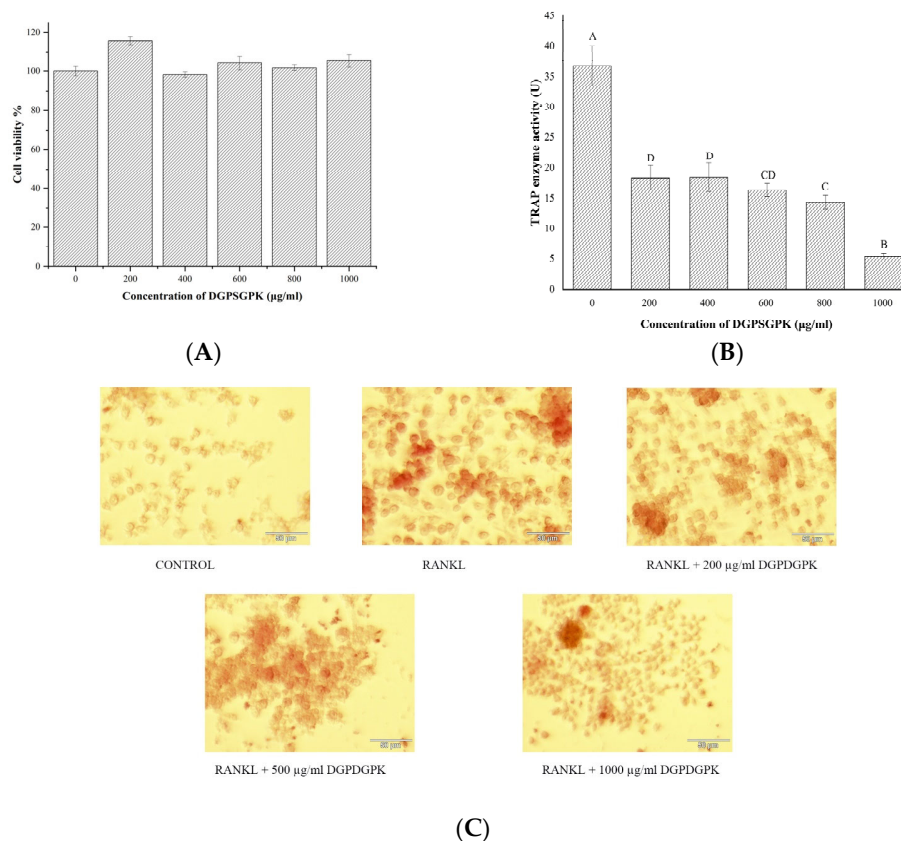 120
100
80
60
40
20
0
Cell viability %
0 200 400 600 800 1000
Concentration of DGPSGPK (µg/ml)
(A)
45
40
35
30
25
20
15
10
5
0
TRAP enzyme activity (U)
A
D
D
CD
C
B
0 200 400 600 800 1000
Concentration of DGPSGPK (µg/ml)
(B)
50 µm
CONTROL
50 µm
RANKL
50 µm
RANKL + 200 µg/ml DGPDGPK
50 µm
RANKL + 500 µg/ml DGPDGPK
50 µm
RANKL + 1000 µg/ml DGPDGPK
(C)